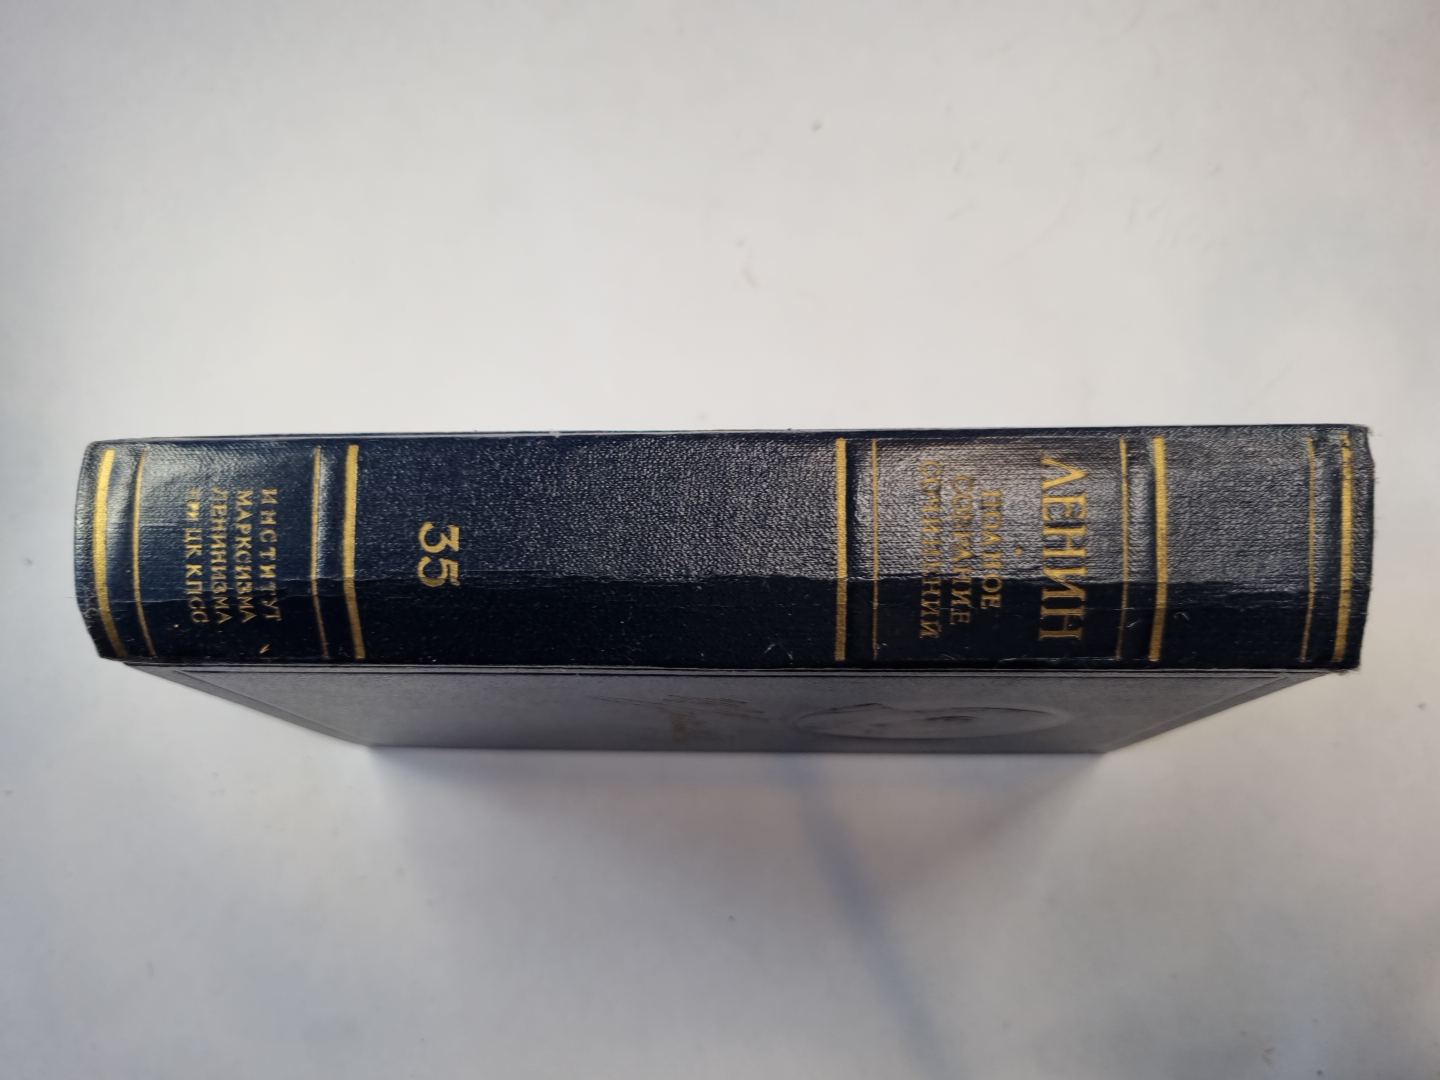 ЛЕНИН
ПОЛНОЕ
СОБРАНИЕ
СОЧИНЕНИЙ
35
ИНСТИТУТ
МАРКСИЗМА
ЛЕНИНИЗМА
ПРИ ЦК КПСС